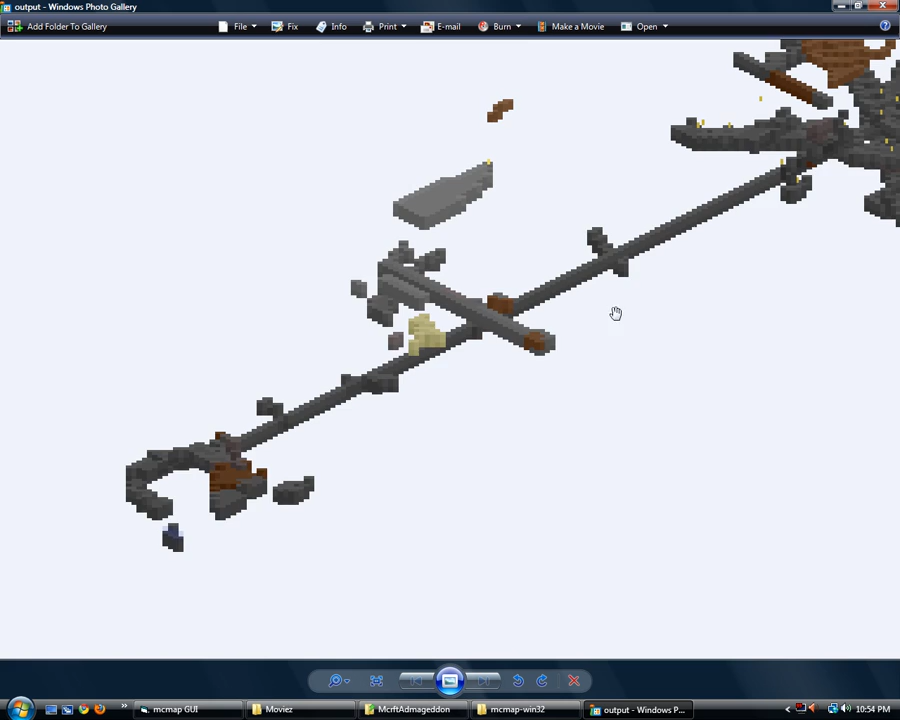 output - Windows Photo Gallery
Add Folder To Gallery
File
Fix
Info
Print
E-mail
Burn
Make a Movie
Open
mcmap GUI
Moviez
McrftAdmageddon
mcmap-win32
output - Windows P...
10:54 PM